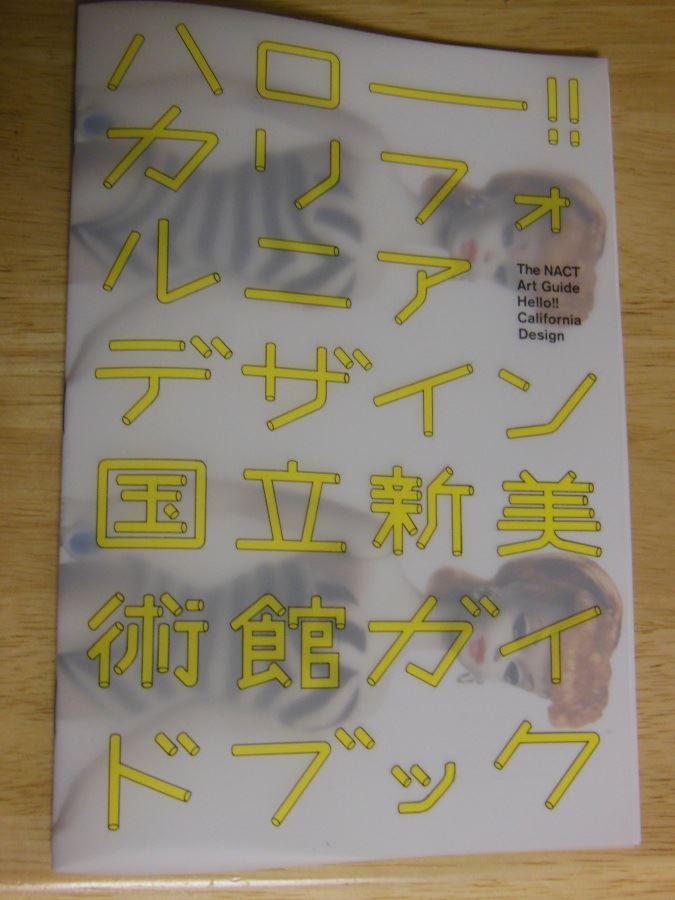 ハロー!!
カリフォ
ルニア
The NACT
Art Guide
Hello!!
California
Design
デザイン
国立新美
術館ガイ
ドブック